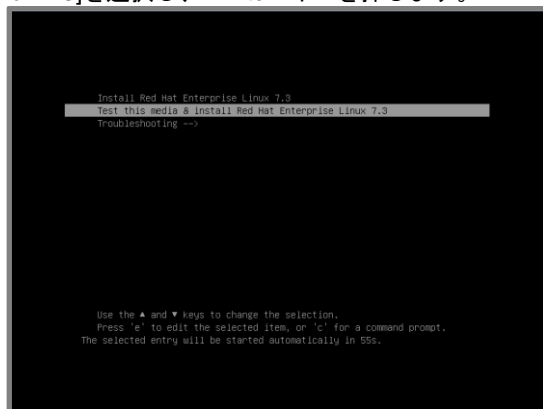 Install Red Hat Enterprise Linux 7.3
Test this media & install Red Hat Enterprise Linux 7.3
Troubleshooting -->
Use the ▲ and ▼ keys to change the selection.
Press 'e' to edit the selected item, or 'c' for a command prompt.
The selected entry will be started automatically in 55s.